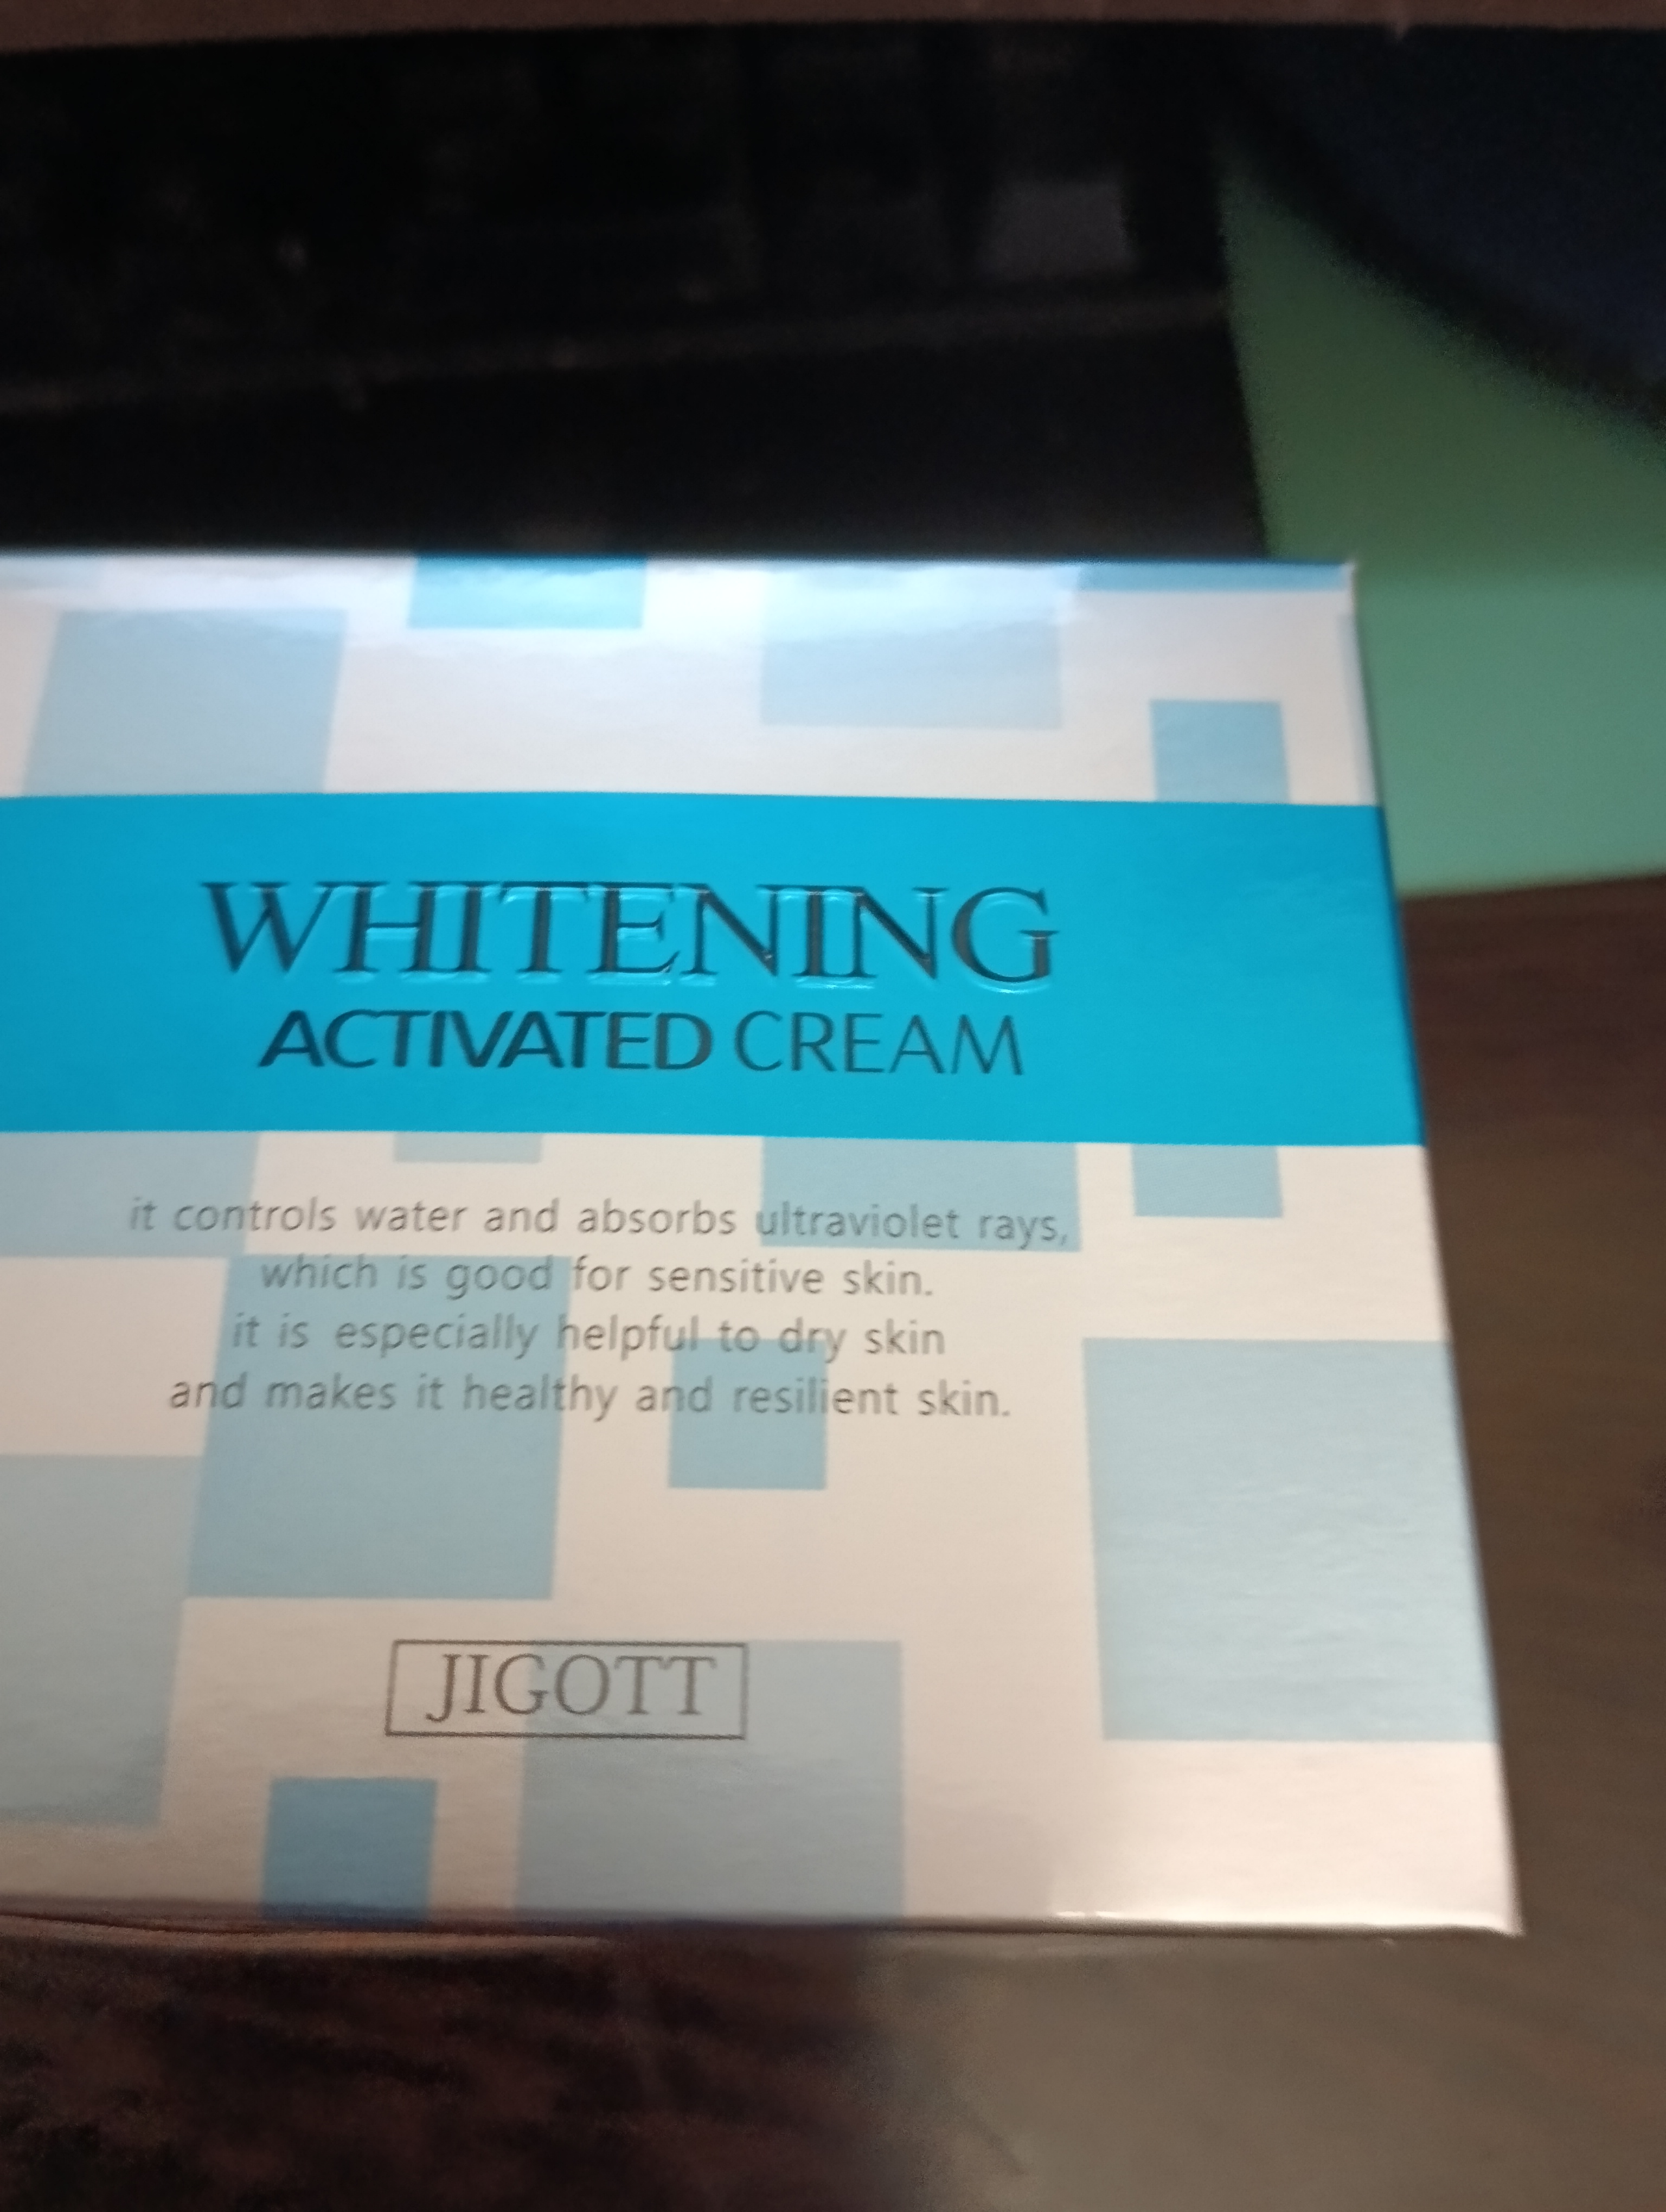 WHITENING
ACTIVATED CREAM
it controls water and absorbs ultraviolet rays,
which is good for sensitive skin.
it is especially helpful to dry skin
and makes it healthy and resilient skin.
JIGOTT